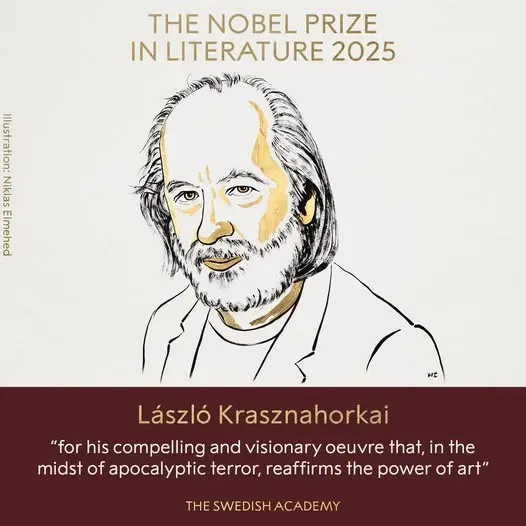 THE NOBEL PRIZE
IN LITERATURE 2025
Illustration: Niklas Elmehed
László Krasznahorkai
“for his compelling and visionary oeuvre that, in the
midst of apocalyptic terror, reaffirms the power of art”
THE SWEDISH ACADEMY